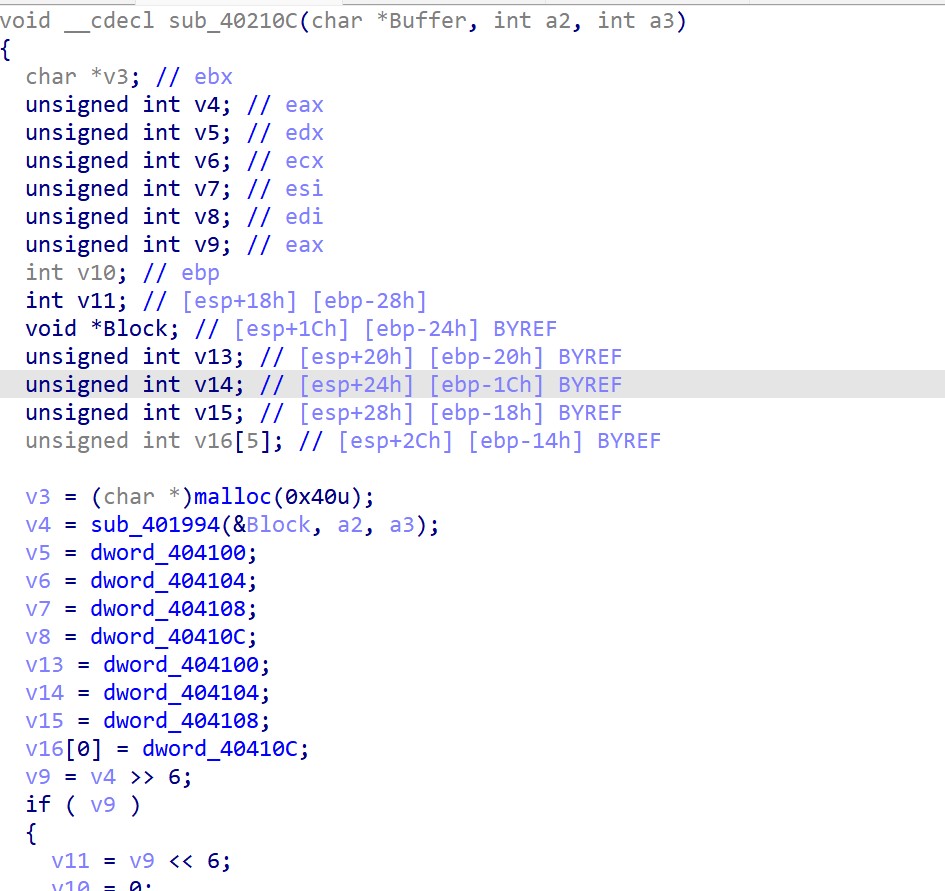 void __cdecl sub_40210C(char *Buffer, int a2, int a3)
{
char *v3; // ebx
unsigned int v4; // eax
unsigned int v5; // edx
unsigned int v6; // ecx
unsigned int v7; // esi
unsigned int v8; // edi
unsigned int v9; // eax
int v10; // ebp
int v11; // [esp+18h] [ebp-28h]
void *Block; // [esp+1Ch] [ebp-24h] BYREF
unsigned int v13; // [esp+20h] [ebp-20h] BYREF
unsigned int v14; // [esp+24h] [ebp-1Ch] BYREF
unsigned int v15; // [esp+28h] [ebp-18h] BYREF
unsigned int v16[5]; // [esp+2Ch] [ebp-14h] BYREF
v3 = (char *)malloc(0x40u);
v4 = sub_401994(&Block, a2, a3);
v5 = dword_404100;
v6 = dword_404104;
v7 = dword_404108;
v8 = dword_40410C;
v13 = dword_404100;
v14 = dword_404104;
v15 = dword_404108;
v16[0] = dword_40410C;
v9 = v4 >> 6;
if ( v9 )
{
v11 = v9 << 6;
v10 = 0;